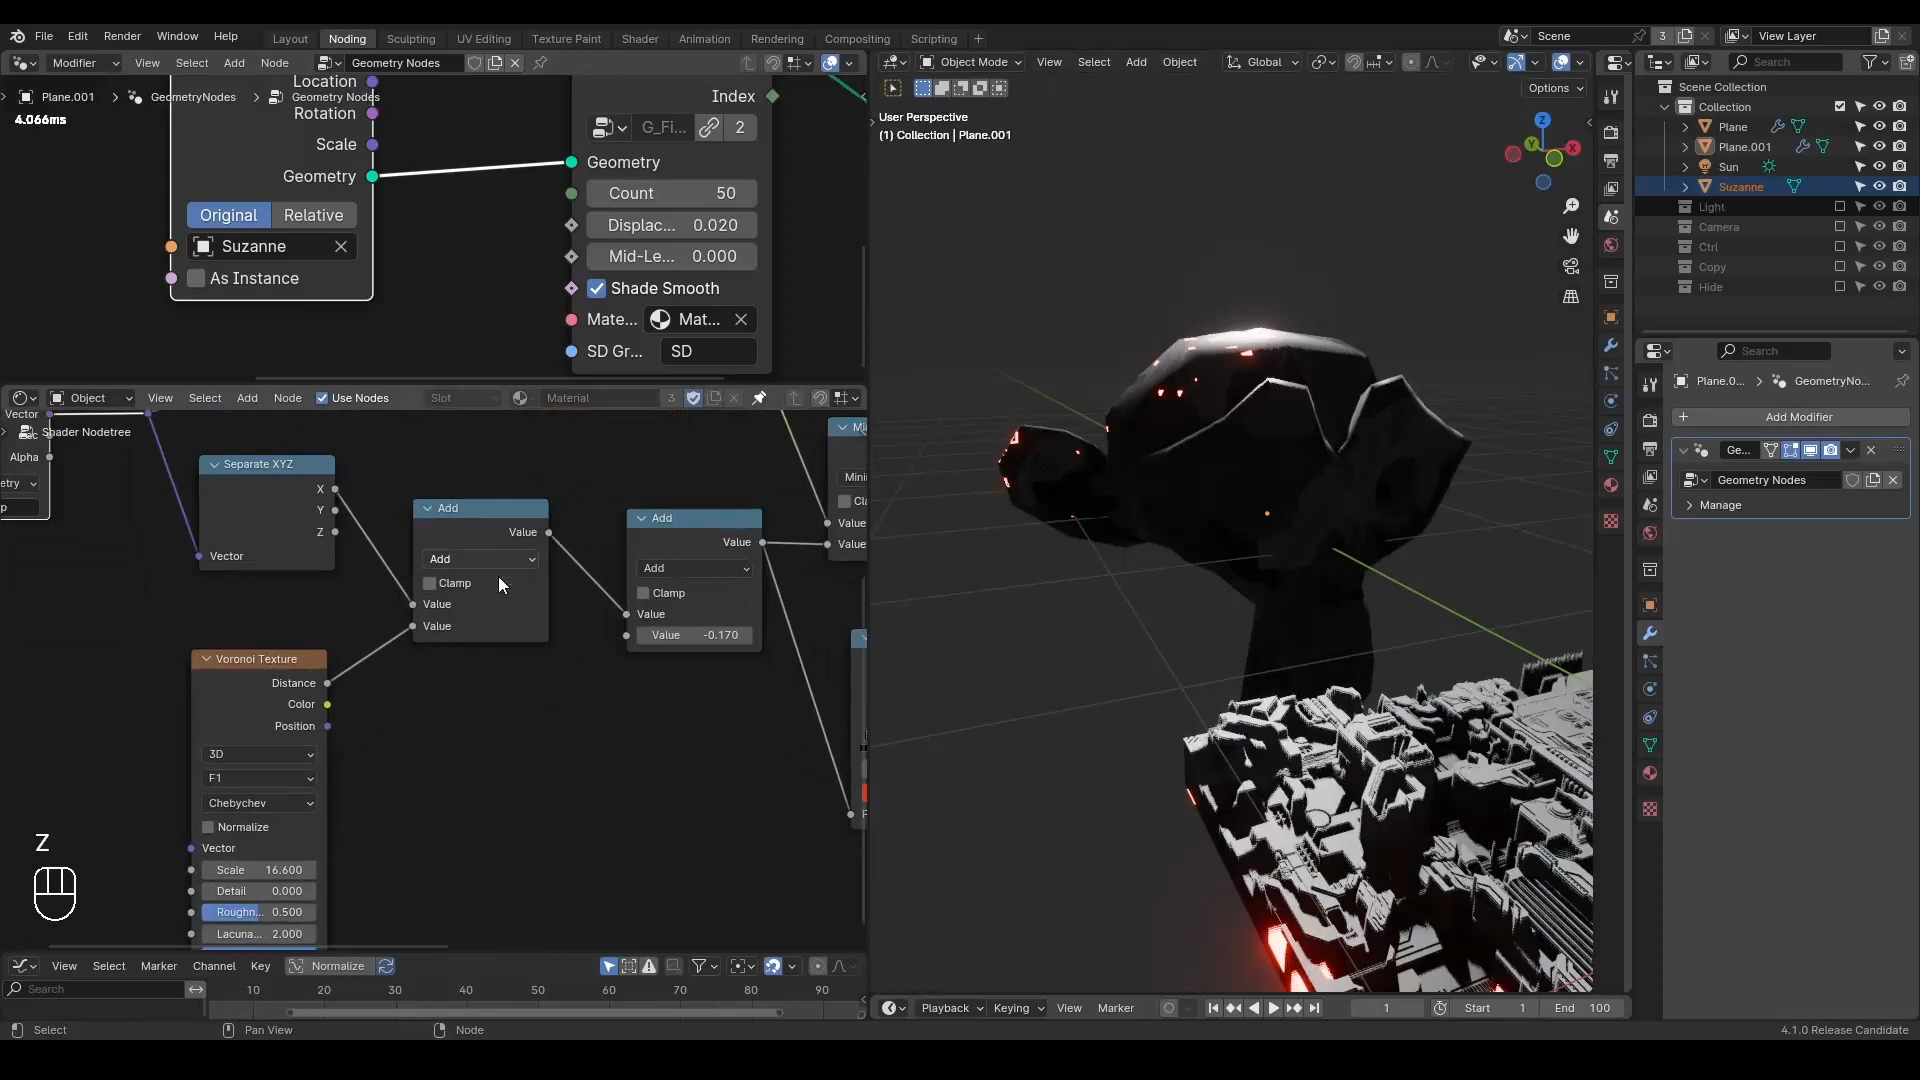 File Edit Render Window Help Layout Noding Sculpting UV Editing Texture Paint Shader Animation Rendering Compositing Scripting + Scene 3 View Layer
Modifier View Select Add Node Geometry Nodes Object Mode View Select Add Object Global Search
Options
Plane.001 > GeometryNodes > Geometry Nodes
4.066ms
Location
Rotation
Scale
Geometry
Original Relative
Suzanne
As Instance
Index
G_Fi... 2
Geometry
Count 50
Displac... 0.020
Mid-Le... 0.000
Shade Smooth
Mate... Mat...
SD Gr... SD
User Perspective
(1) Collection | Plane.001
Z
Y
X
Scene Collection
Collection
Plane
Plane.001
Sun
Suzanne
Light
Camera
Ctrl
Copy
Hide
Search
Plane.0... > GeometryNo...
Add Modifier
Ge...
Geometry Nodes
Manage
Object View Select Add Node Use Nodes Slot Material 3
Vector
Shader Nodetree
Alpha
etry
Separate XYZ
X
Y
Z
Vector
Add
Value
Add
Clamp
Value
Value
Add
Value
Add
Clamp
Value
Value -0.170
Value
Value
Voronoi Texture
Distance
Color
Position
3D
F1
Chebychev
Normalize
Vector
Scale 16.600
Detail 0.000
Roughn... 0.500
Lacuna... 2.000
Z
View Select Marker Channel Key Normalize
Search 10 20 30 40 50 60 70 80 90
Playback Keying View Marker 1 Start 1 End 100
Select Pan View Node 4.1.0 Release Candidate